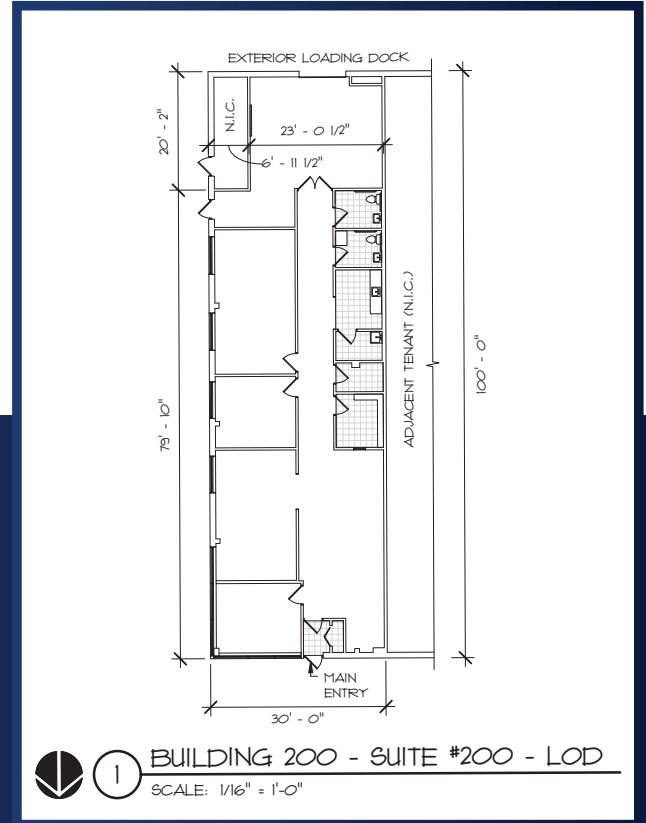 EXTERIOR LOADING DOCK
N.I.C.
20' - 2"
23' - 0 1/2"
6' - 11 1/2"
ADJACENT TENANT (N.I.C.)
100' - 0"
79' - 10"
MAIN
ENTRY
30' - 0"
1
BUILDING 200 - SUITE #200 - LOD
SCALE: 1/16" = 1'-0"